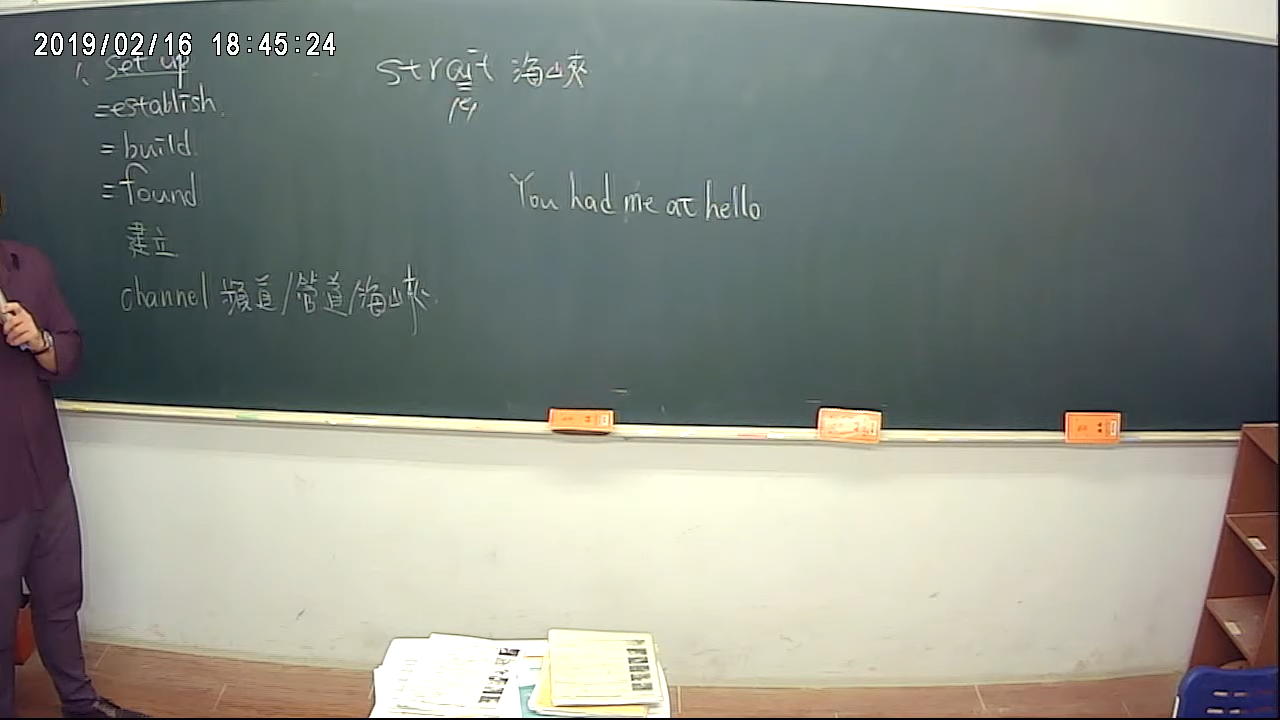 2019/02/16 18:45:24
1、set up
=establish.
=build.
=found
建立
channel 頻道/管道/海峽.
strait 海峽
You had me at hello